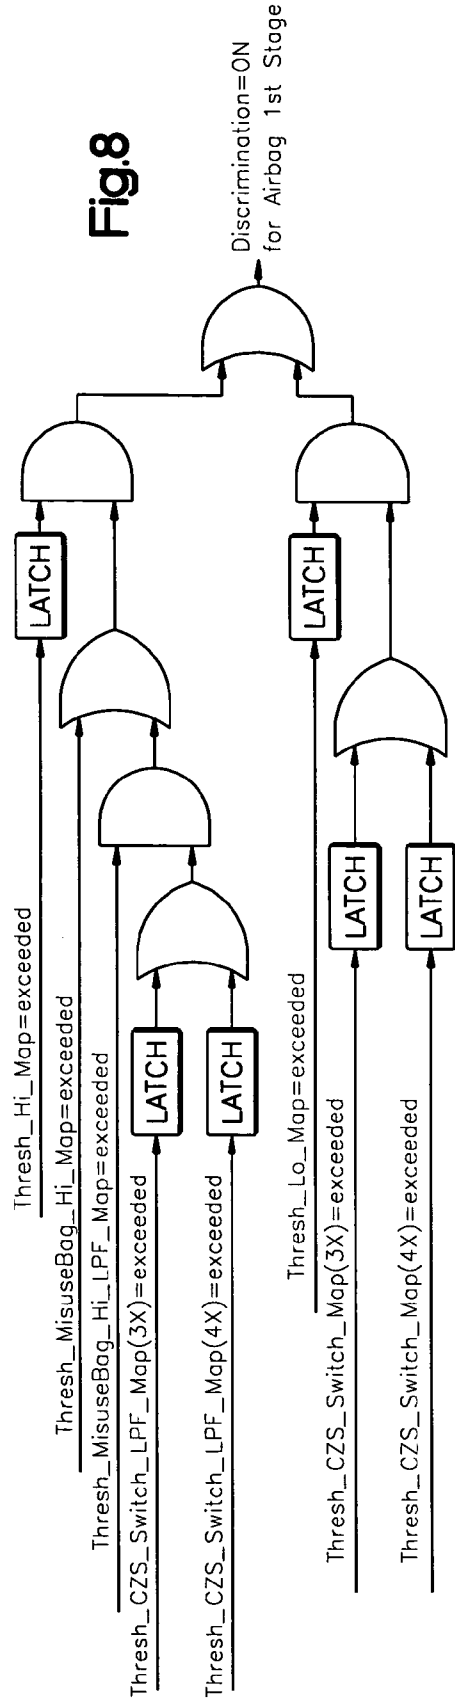 Fig.8
Thresh_Hi_Map=exceeded
LATCH
Thresh_MisuseBag_Hi_Map=exceeded
Thresh_MisuseBag_Hi_LPF_Map=exceeded
Thresh_CZS_Switch_LPF_Map(3X)=exceeded
LATCH
Thresh_CZS_Switch_LPF_Map(4X)=exceeded
LATCH
Discrimination=ON
for Airbag 1st Stage
Thresh_Lo_Map=exceeded
LATCH
Thresh_CZS_Switch_Map(3X)=exceeded
LATCH
Thresh_CZS_Switch_Map(4X)=exceeded
LATCH